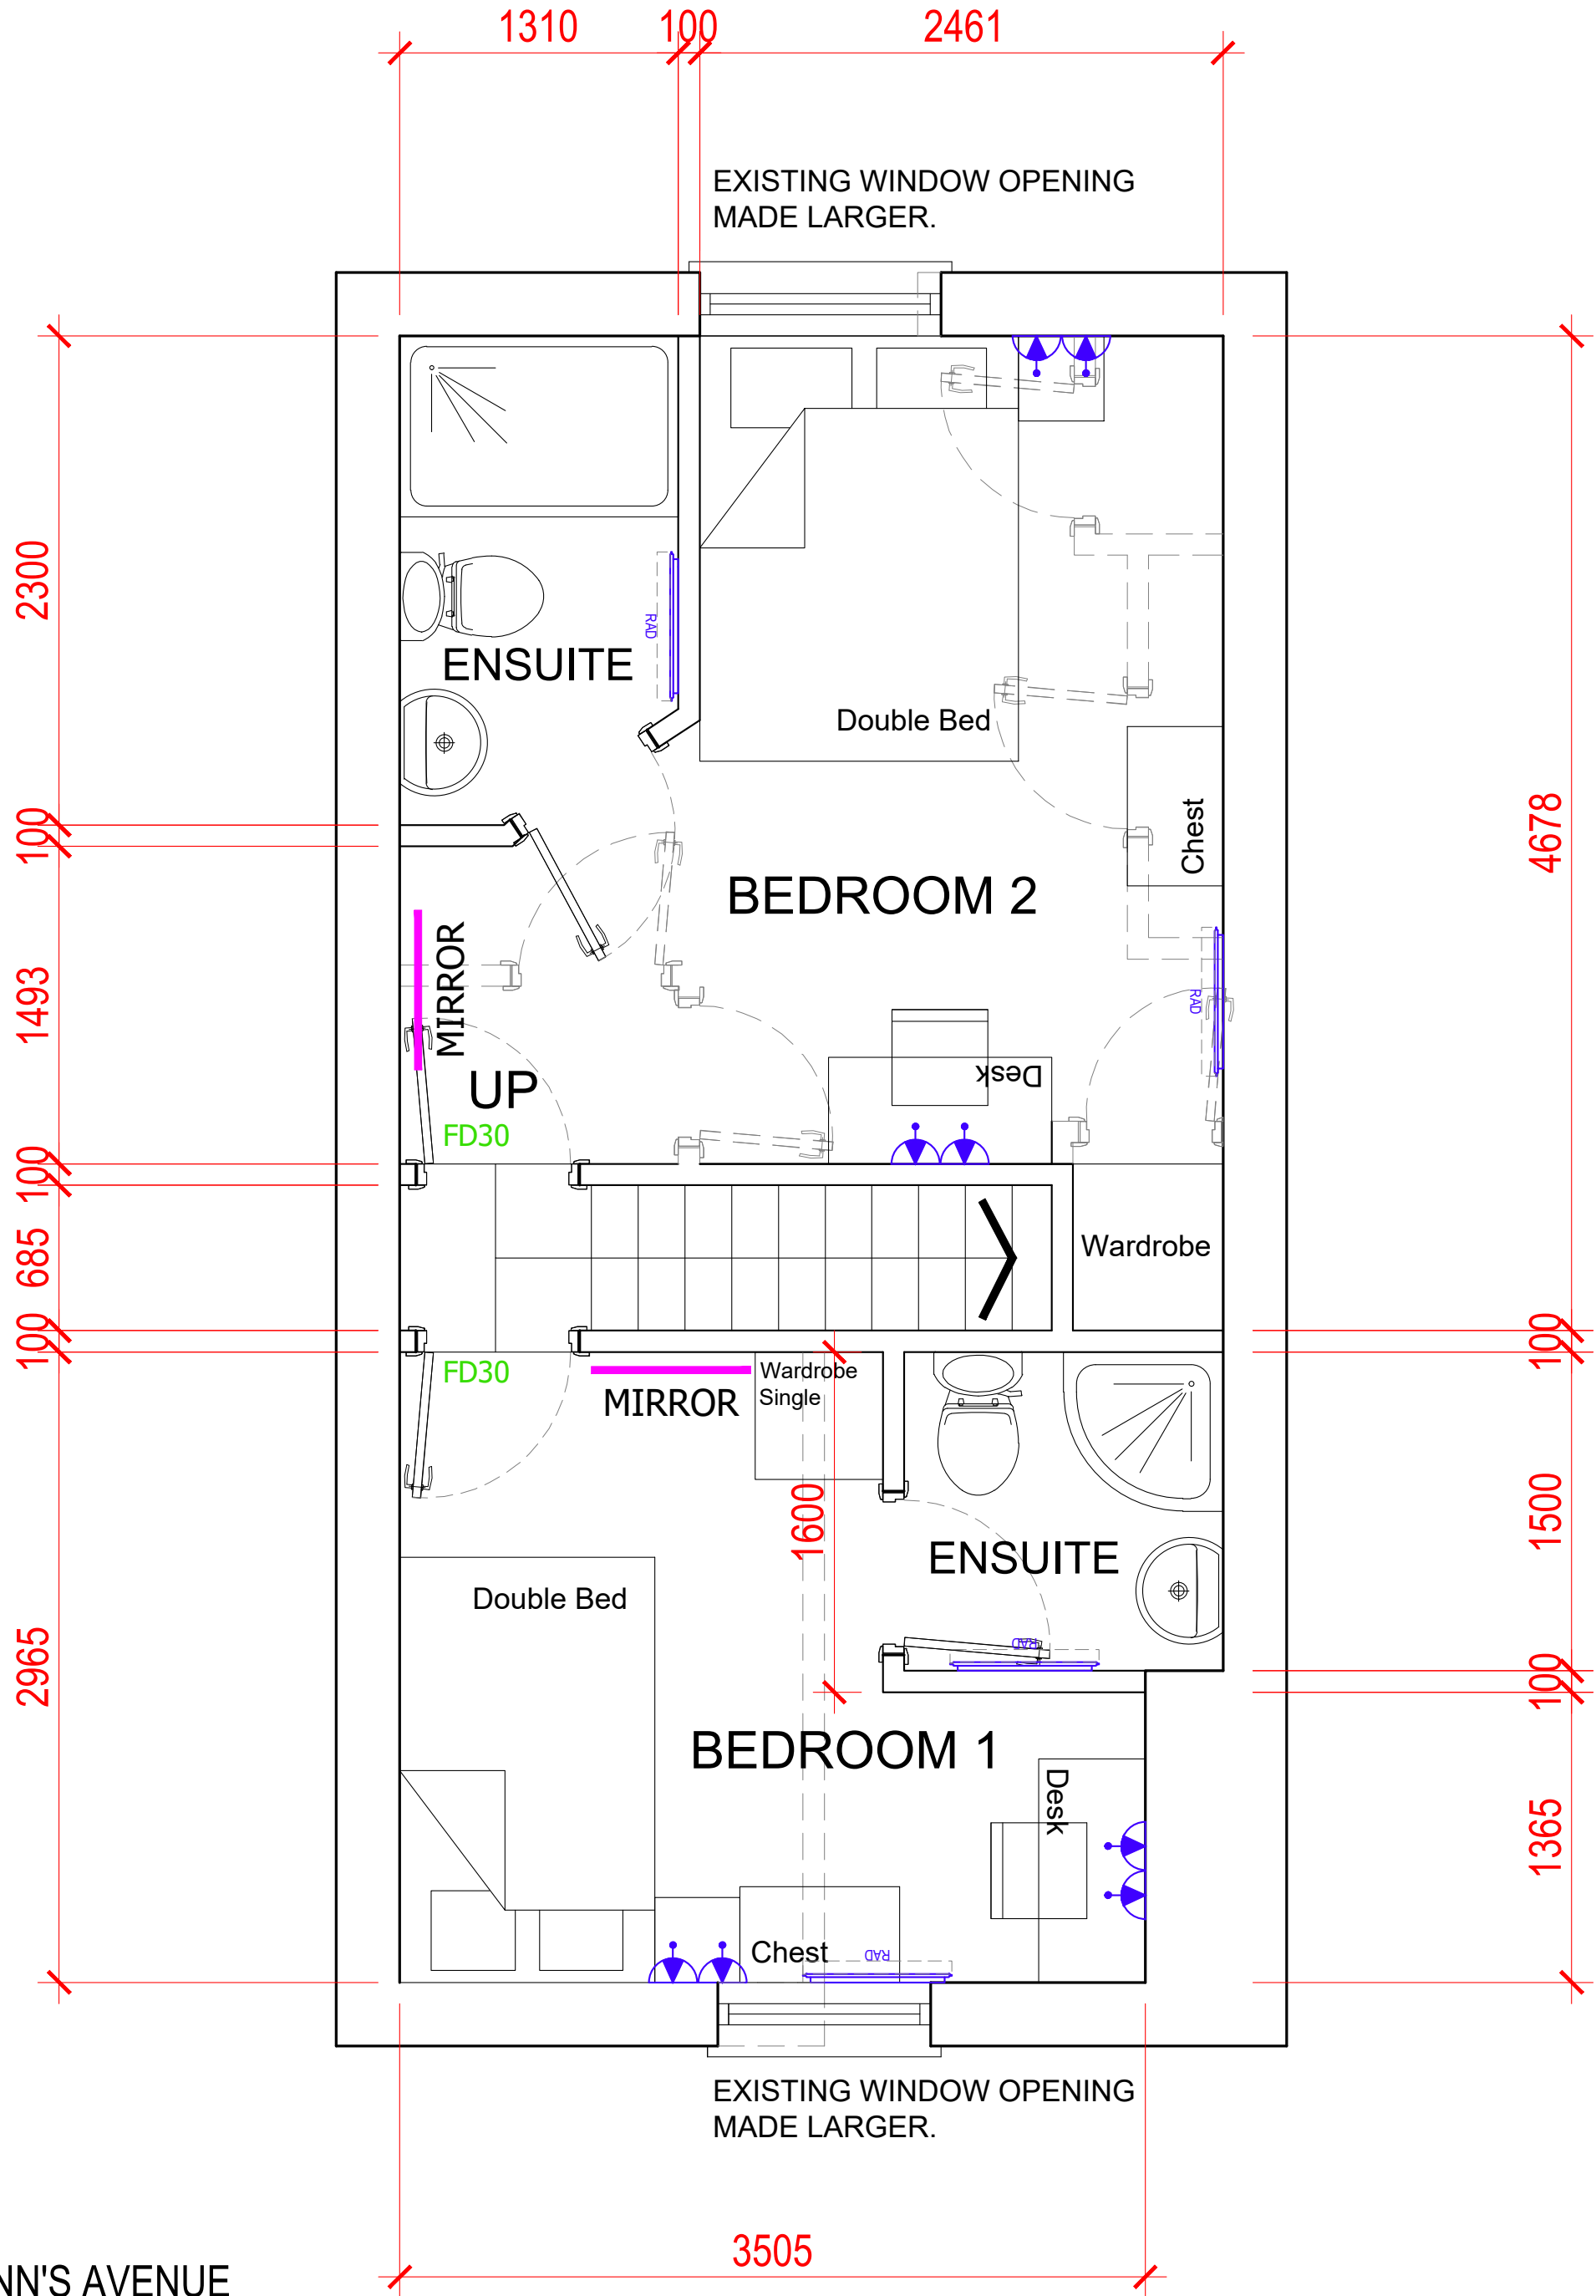 1310
100
2461
EXISTING WINDOW OPENING
MADE LARGER.
2300
RAD
ENSUITE
Double Bed
100
Chest
4678
BEDROOM 2
MIRROR
1493
RAD
UP
Desk
FD30
100
685
Wardrobe
100
100
FD30
Wardrobe
Single
MIRROR
1600
1500
ENSUITE
Double Bed
RAD
2965
100
BEDROOM 1
Desk
1365
Chest
RAD
EXISTING WINDOW OPENING
MADE LARGER.
3505
NN'S AVENUE